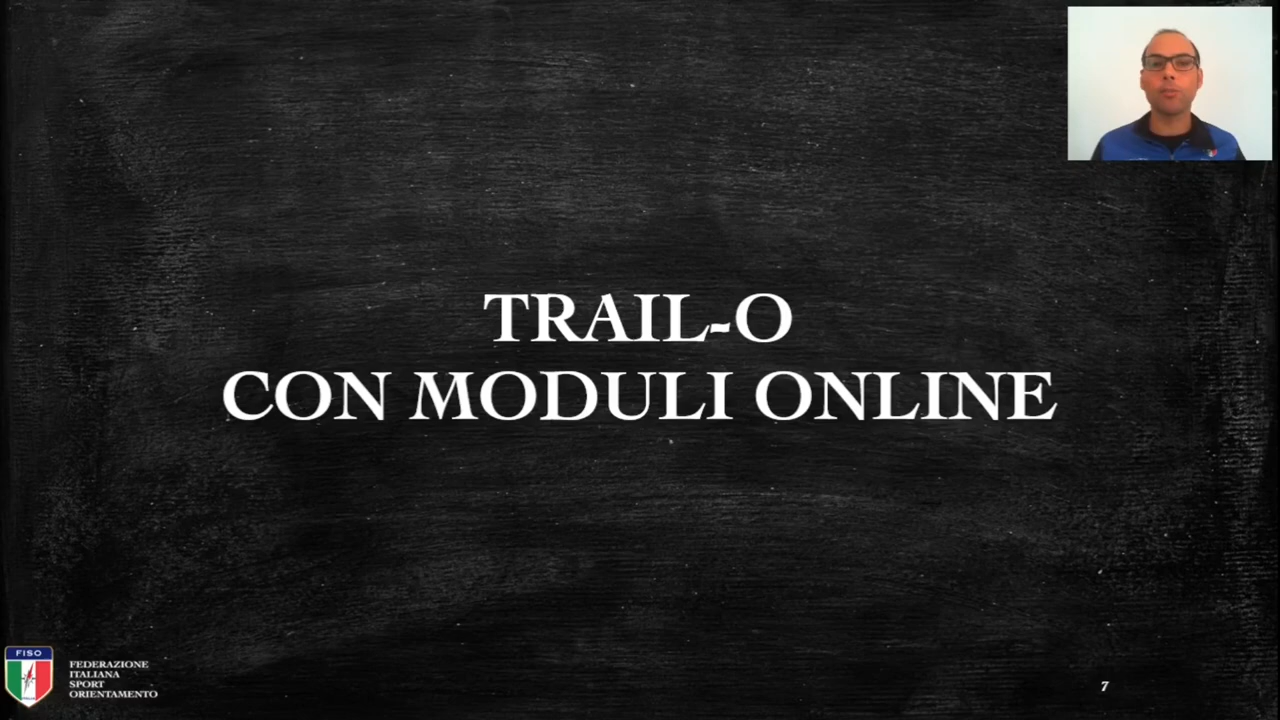 TRAIL-O
CON MODULI ONLINE
FISO
FEDERAZIONE
ITALIANA
SPORT
ORIENTAMENTO
7